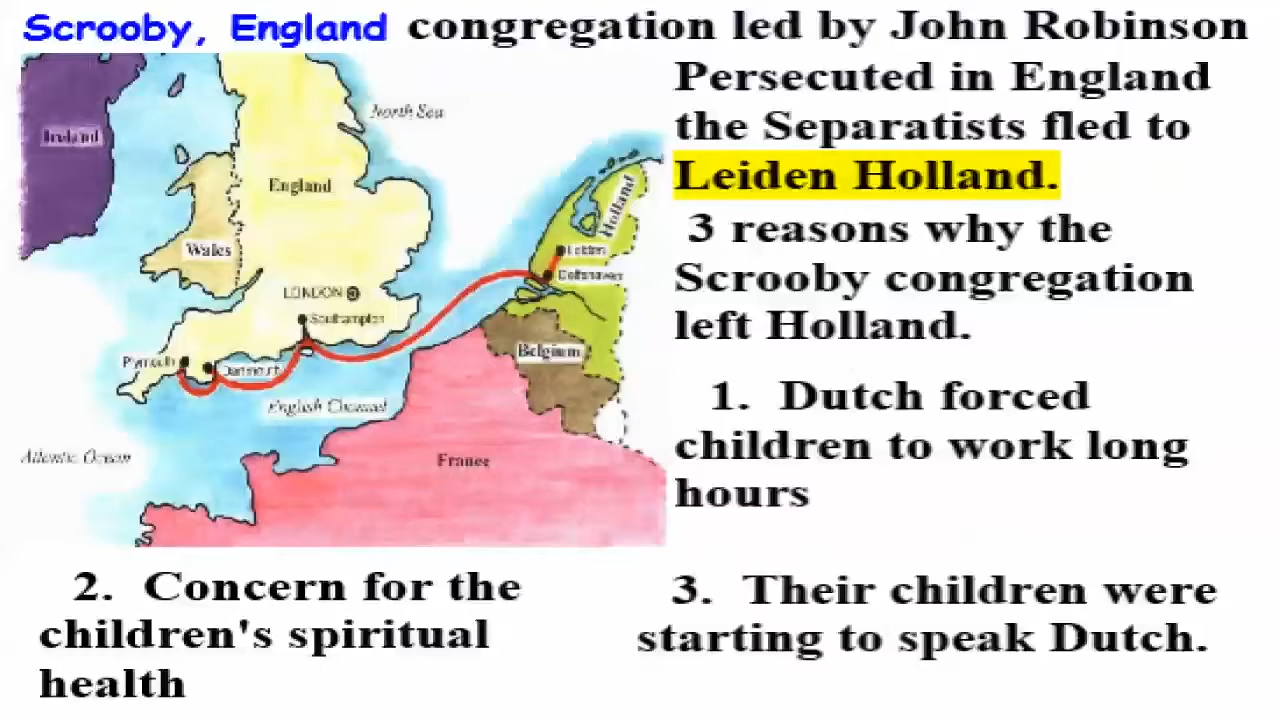 Scrooby, England congregation led by John Robinson
Persecuted in England
the Separatists fled to
Leiden Holland.
3 reasons why the
Scrooby congregation
left Holland.
1. Dutch forced
children to work long
hours
2. Concern for the
children's spiritual
health
3. Their children were
starting to speak Dutch.
Ireland
North Sea
England
Holland
Wales
Leiden
Delfshaven
LONDON
Southampton
Plymouth
Dartmouth
Belgium
English Channel
Atlantic Ocean
France